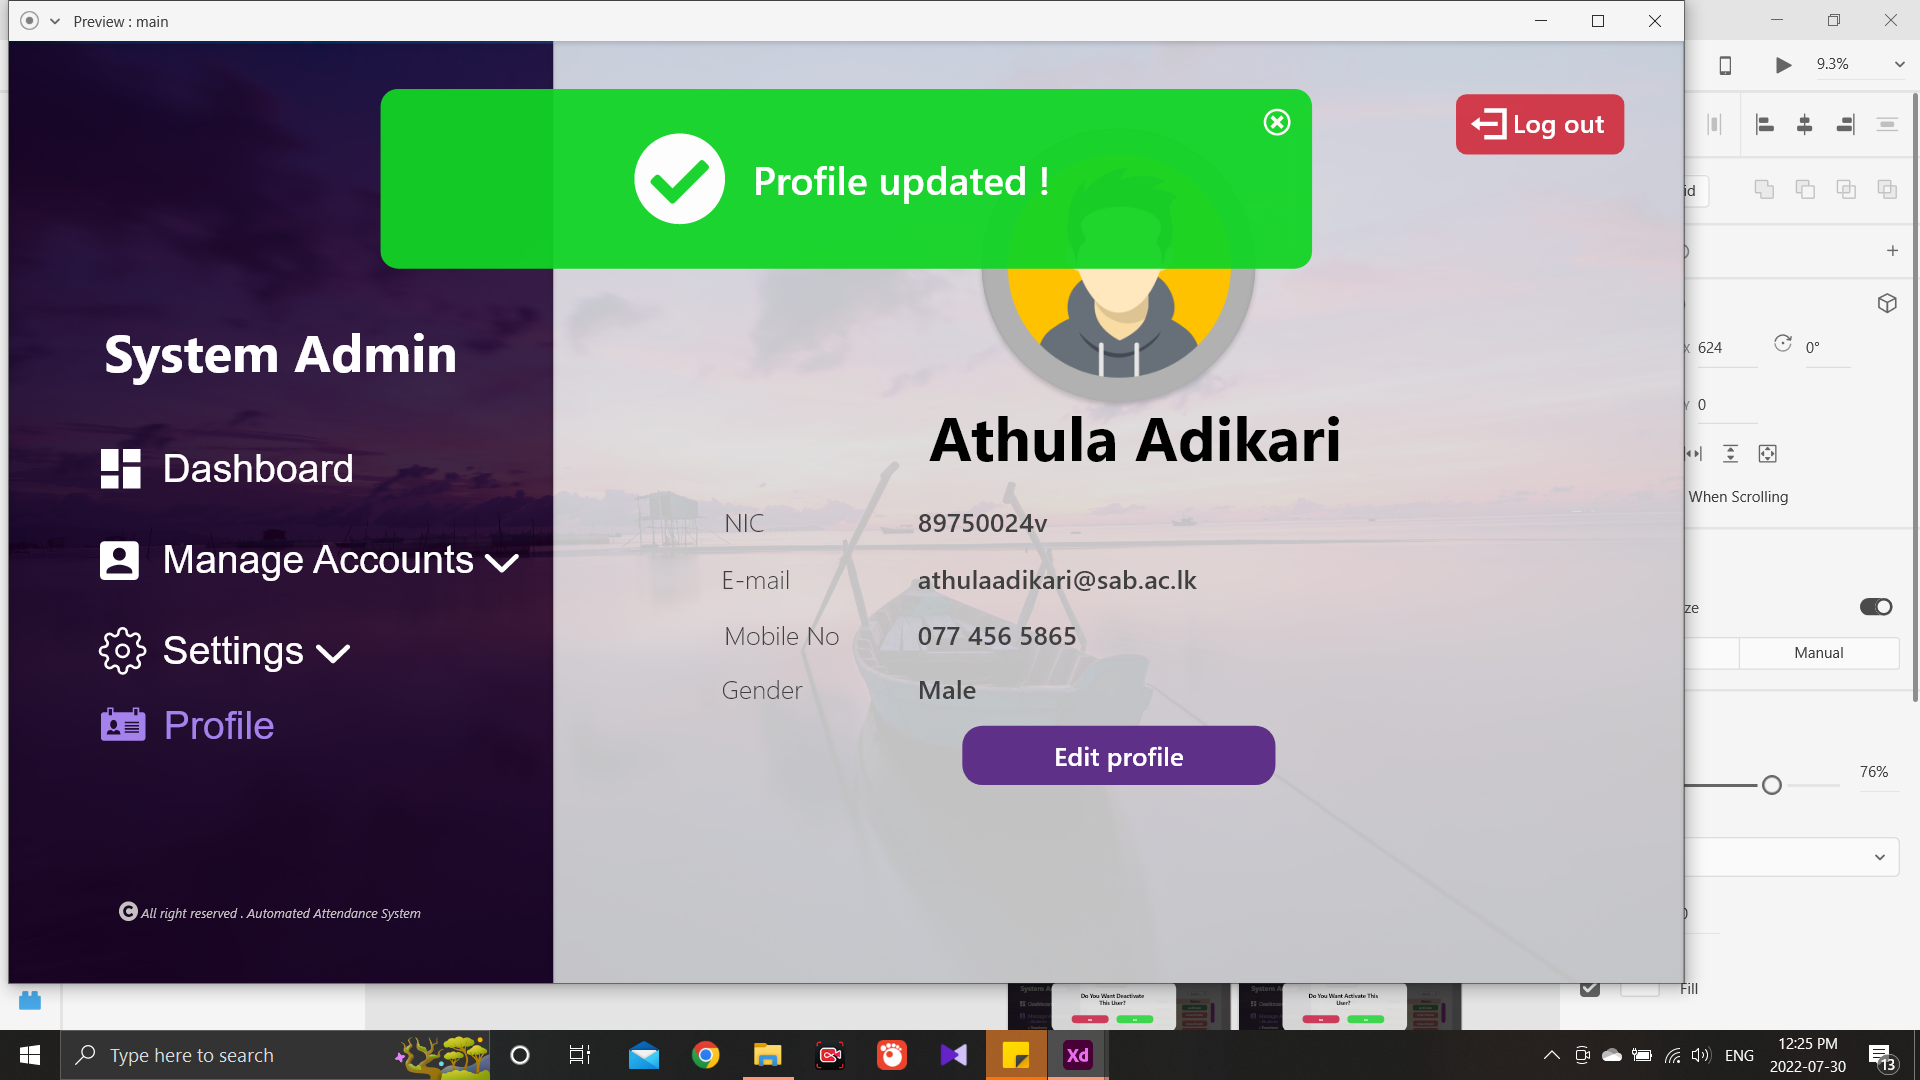 Preview : main
9.3%
Profile updated !
Log out
id
System Admin
624
0°
Y
0
Athula Adikari
Dashboard
When Scrolling
NIC
89750024v
Manage Accounts
E-mail
athulaadikari@sab.ac.lk
ze
Mobile No
077 456 5865
Settings
Manual
Gender
Male
Profile
Edit profile
76%
C All right reserved . Automated Attendance System
Fill
Do You Want Deactivate
This User?
Do You Want Activate This
User?
Type here to search
Xd
ENG
12:25 PM
2022-07-30
13